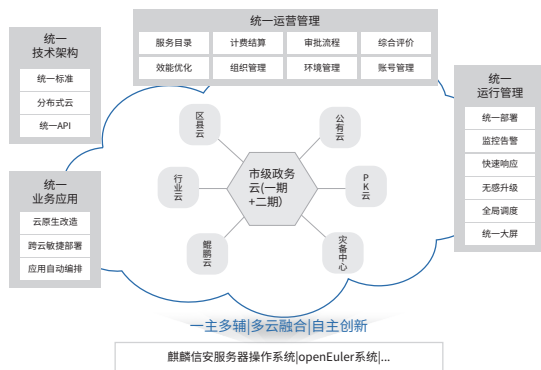 统一运营管理
服务目录
计费结算
审批流程
综合评价
效能优化
组织管理
环境管理
账号管理
统一
技术架构
统一标准
分布式云
统一API
统一
业务应用
云原生改造
跨云敏捷部署
应用自动编排
统一
运行管理
统一部署
监控告警
快速响应
无感升级
全局调度
统一大屏
区县云
公有云
行业云
市级政务
云(一期
+二期)
PK云
鲲鹏云
灾备中心
一主多辅|多云融合|自主创新
麒麟信安服务器操作系统|openEuler系统|...